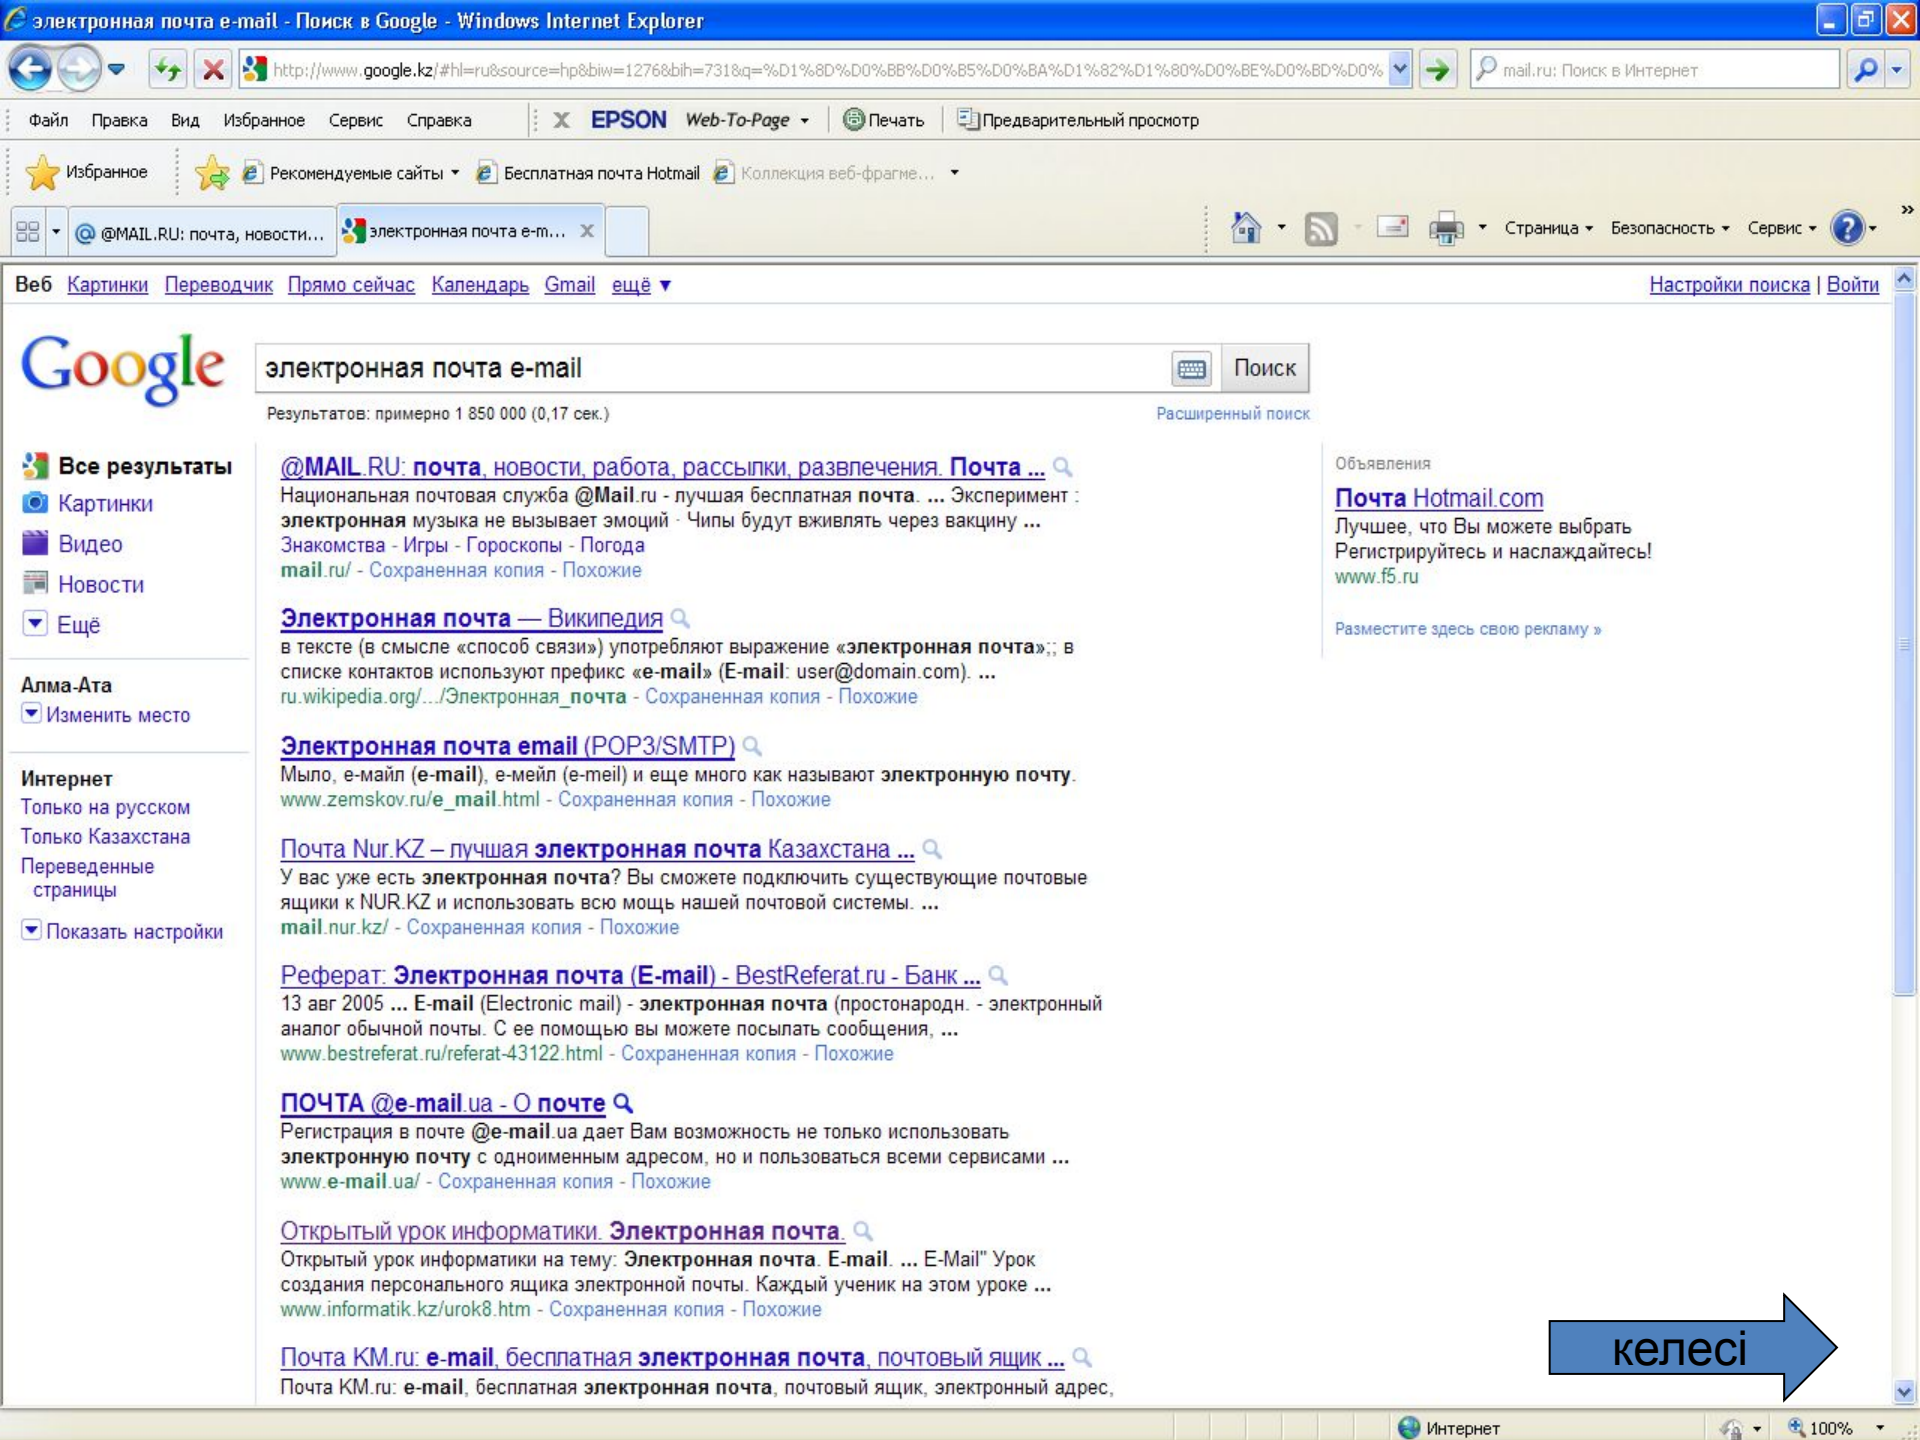 электронная почта e-mail - Поиск в Google - Windows Internet Explorer
http://www.google.kz/#hl=ru&source=hp&biw=1276&bih=731&q=%D1%8D%D0%BB%D0%B5%D0%BA%D1%82%D1%80%D0%BE%D0%BD%D0% mail.ru: Поиск в Интернет
Файл Правка Вид Избранное Сервис Справка X EPSON Web-To-Page Печать Предварительный просмотр
Избранное Рекомендуемые сайты Бесплатная почта Hotmail Коллекция веб-фрагме...
@MAIL.RU: почта, новости... электронная почта e-m... X Страница Безопасность Сервис »
Веб Картинки Переводчик Прямо сейчас Календарь Gmail ещё ▼ Настройки поиска | Войти
Google электронная почта e-mail Поиск
Результатов: примерно 1 850 000 (0,17 сек.) Расширенный поиск
Все результаты
Картинки
Видео
Новости
Ещё
Алма-Ата
Изменить место
Интернет
Только на русском
Только Казахстана
Переведенные
страницы
Показать настройки
@MAIL.RU: почта, новости, работа, рассылки, развлечения. Почта ...
Национальная почтовая служба @Mail.ru - лучшая бесплатная почта. ... Эксперимент :
электронная музыка не вызывает эмоций · Чипы будут вживлять через вакцину ...
Знакомства - Игры - Гороскопы - Погода
mail.ru/ - Сохраненная копия - Похожие
Электронная почта — Википедия
в тексте (в смысле «способ связи») употребляют выражение «электронная почта»;; в
списке контактов используют префикс «e-mail» (E-mail: user@domain.com). ...
ru.wikipedia.org/.../Электронная_почта - Сохраненная копия - Похожие
Электронная почта email (POP3/SMTP)
Мыло, е-майл (e-mail), е-мейл (e-meil) и еще много как называют электронную почту.
www.zemskov.ru/e_mail.html - Сохраненная копия - Похожие
Почта Nur.KZ – лучшая электронная почта Казахстана ...
У вас уже есть электронная почта? Вы сможете подключить существующие почтовые
ящики к NUR.KZ и использовать всю мощь нашей почтовой системы. ...
mail.nur.kz/ - Сохраненная копия - Похожие
Реферат: Электронная почта (E-mail) - BestReferat.ru - Банк ...
13 авг 2005 ... E-mail (Electronic mail) - электронная почта (простонародн. - электронный
аналог обычной почты. С ее помощью вы можете посылать сообщения, ...
www.bestreferat.ru/referat-43122.html - Сохраненная копия - Похожие
ПОЧТА @e-mail.ua - О почте
Регистрация в почте @e-mail.ua дает Вам возможность не только использовать
электронную почту с одноименным адресом, но и пользоваться всеми сервисами ...
www.e-mail.ua/ - Сохраненная копия - Похожие
Открытый урок информатики. Электронная почта.
Открытый урок информатики на тему: Электронная почта. E-mail. ... E-Mail" Урок
создания персонального ящика электронной почты. Каждый ученик на этом уроке ...
www.informatik.kz/urok8.htm - Сохраненная копия - Похожие
Почта KM.ru: e-mail, бесплатная электронная почта, почтовый ящик ...
Почта KM.ru: e-mail, бесплатная электронная почта, почтовый ящик, электронный адрес,
Объявления
Почта Hotmail.com
Лучшее, что Вы можете выбрать
Регистрируйтесь и наслаждайтесь!
www.f5.ru
Разместите здесь свою рекламу »
келесі
Интернет 100%